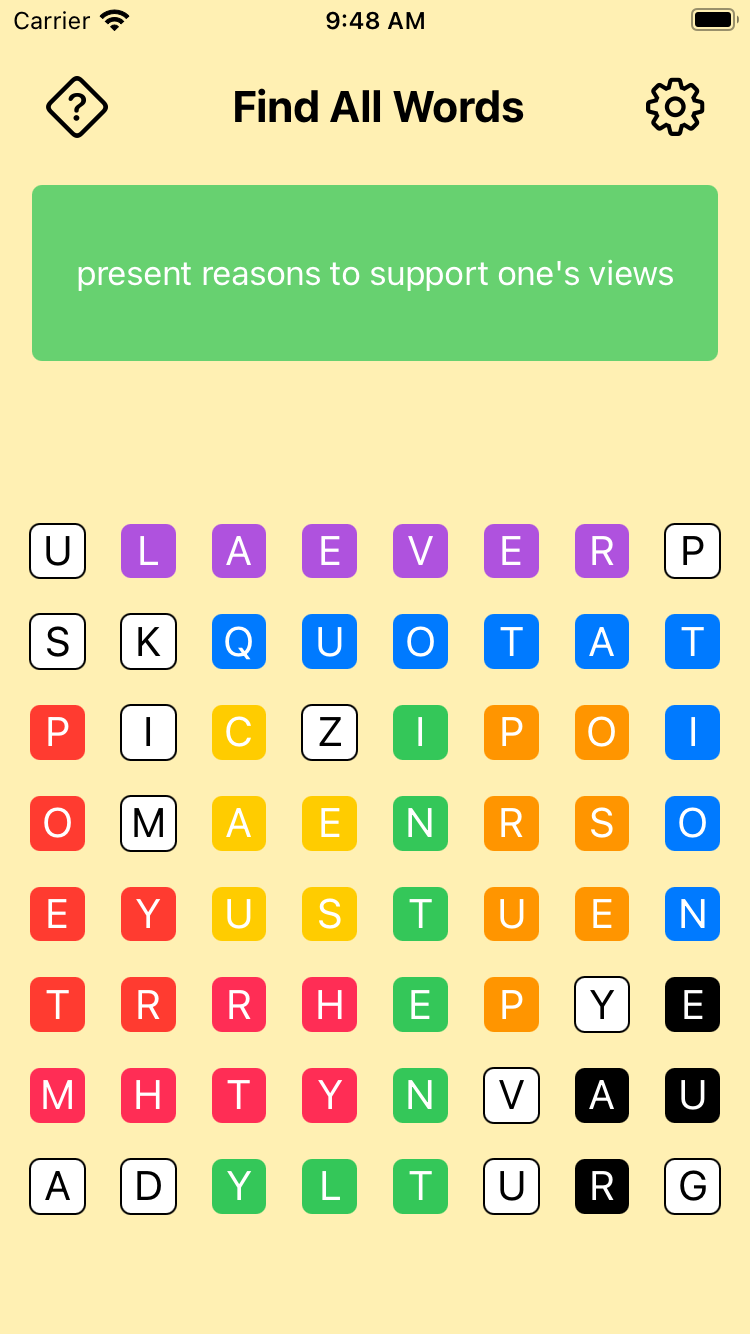 Carrier 9:48 AM
? Find All Words
present reasons to support one's views
U L A E V E R P
S K Q U O T A T
P I C Z I P O I
O M A E N R S O
E Y U S T U E N
T R R H E P Y E
M H T Y N V A U
A D Y L T U R G